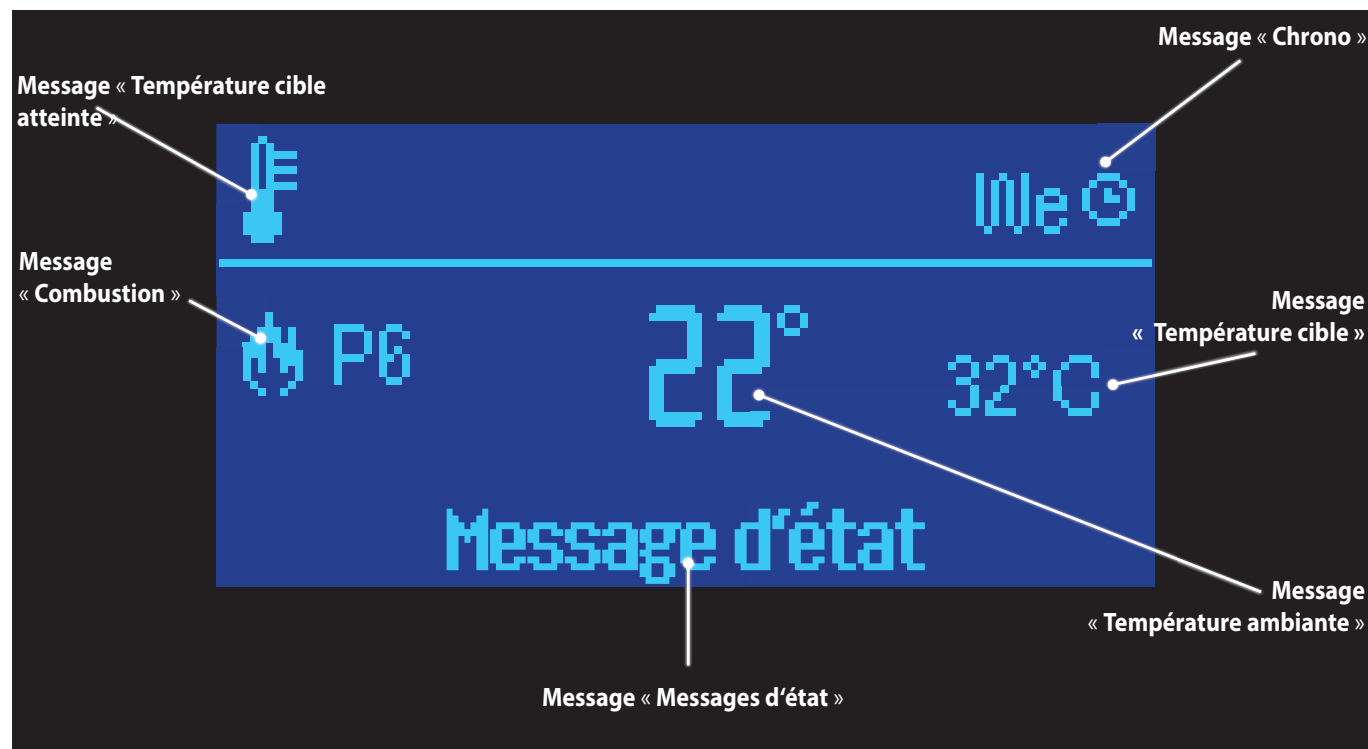 Message « Chrono »
Message « Température cible
atteinte »
We
Message
« Combustion »
P6
22°
32°C
Message
« Température cible »
Message d'état
Message
« Température ambiante »
Message « Messages d‘état »